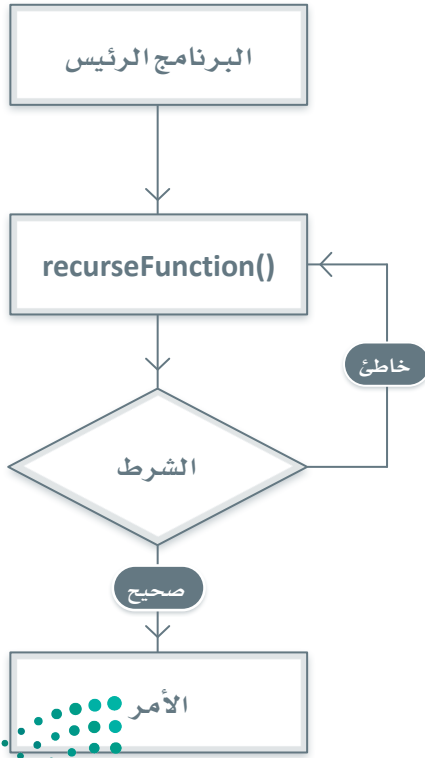 البرنامج الرئيس
recurseFunction()
خاطئ
الشرط
صحيح
الأمر